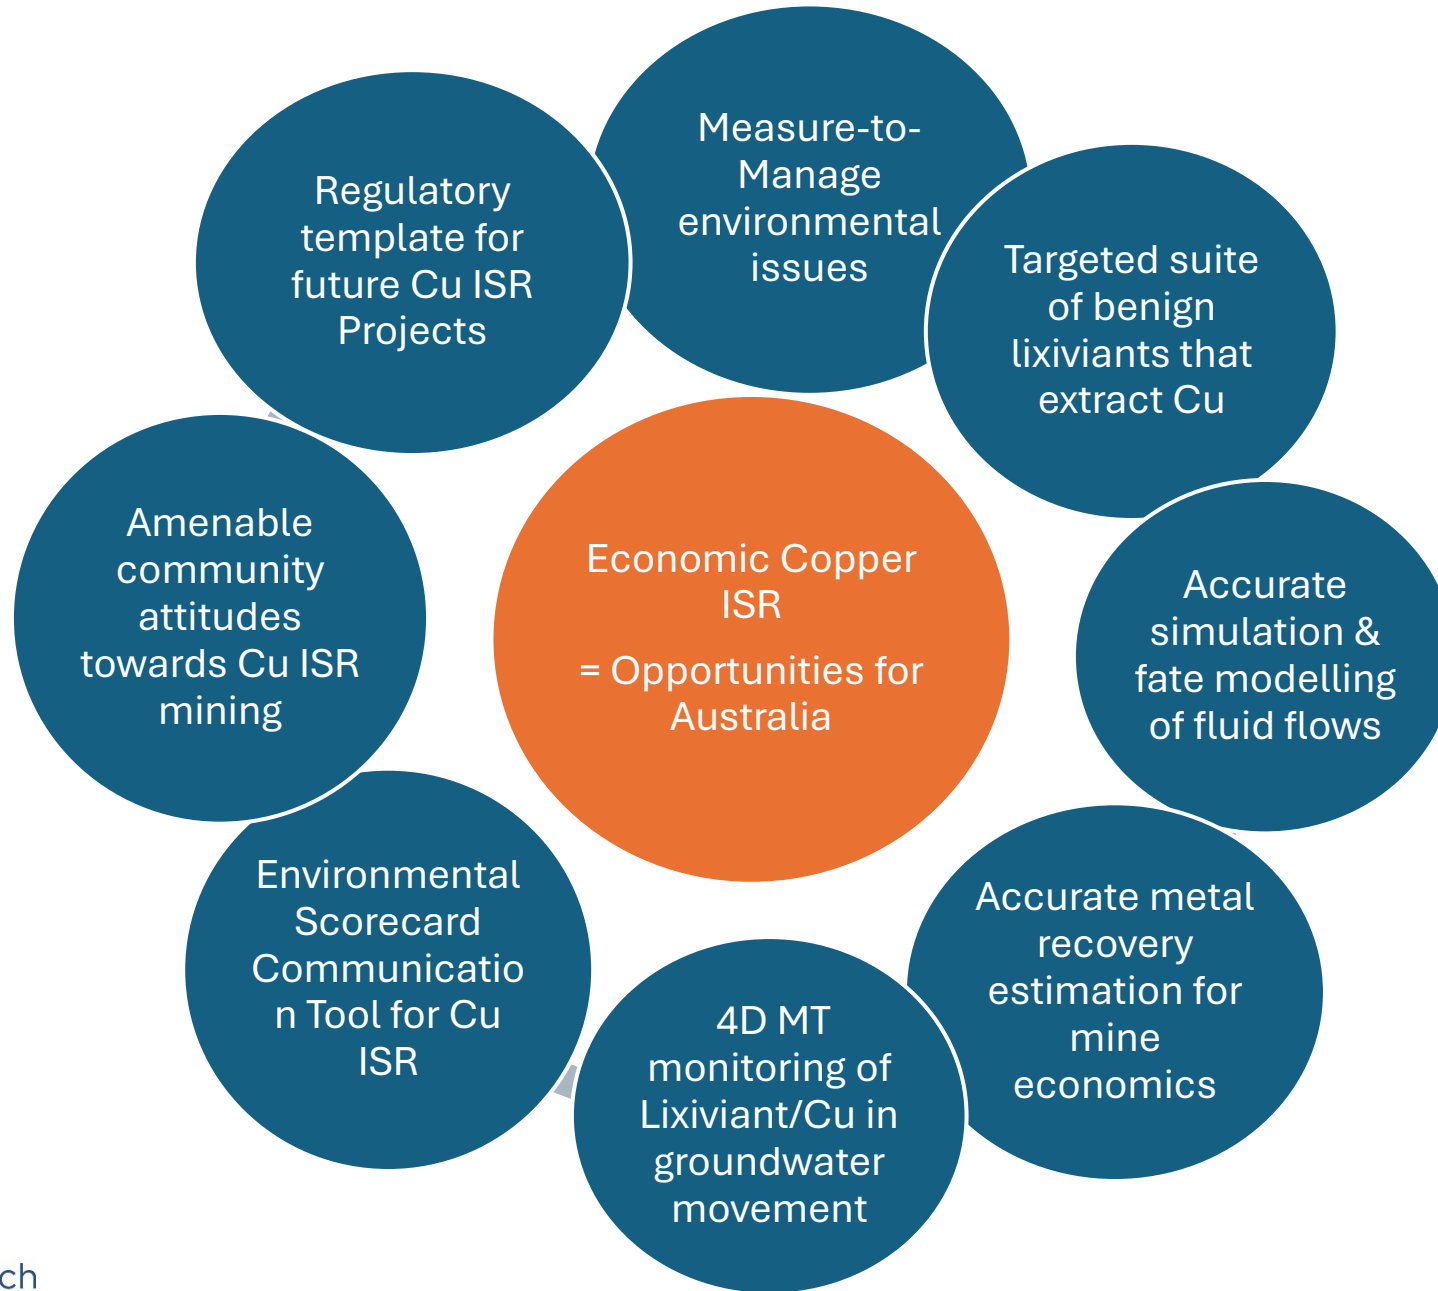 Measure-to-
Manage
environmental
issues
Targeted suite
of benign
lixiviants that
extract Cu
Accurate
simulation &
fate modelling
of fluid flows
Accurate metal
recovery
estimation for
mine
economics
4D MT
monitoring of
Lixiviant/Cu in
groundwater
movement
Environmental
Scorecard
Communicatio
n Tool for Cu
ISR
Amenable
community
attitudes
towards Cu ISR
mining
Regulatory
template for
future Cu ISR
Projects
Economic Copper
ISR
= Opportunities for
Australia
ch